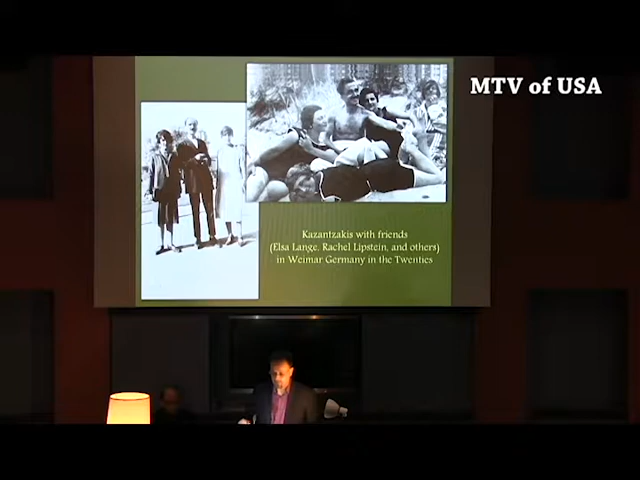 MTV of USA
Kazantzakis with friends
(Elsa Lange, Rachel Lipstein, and others)
in Weimar Germany in the Twenties